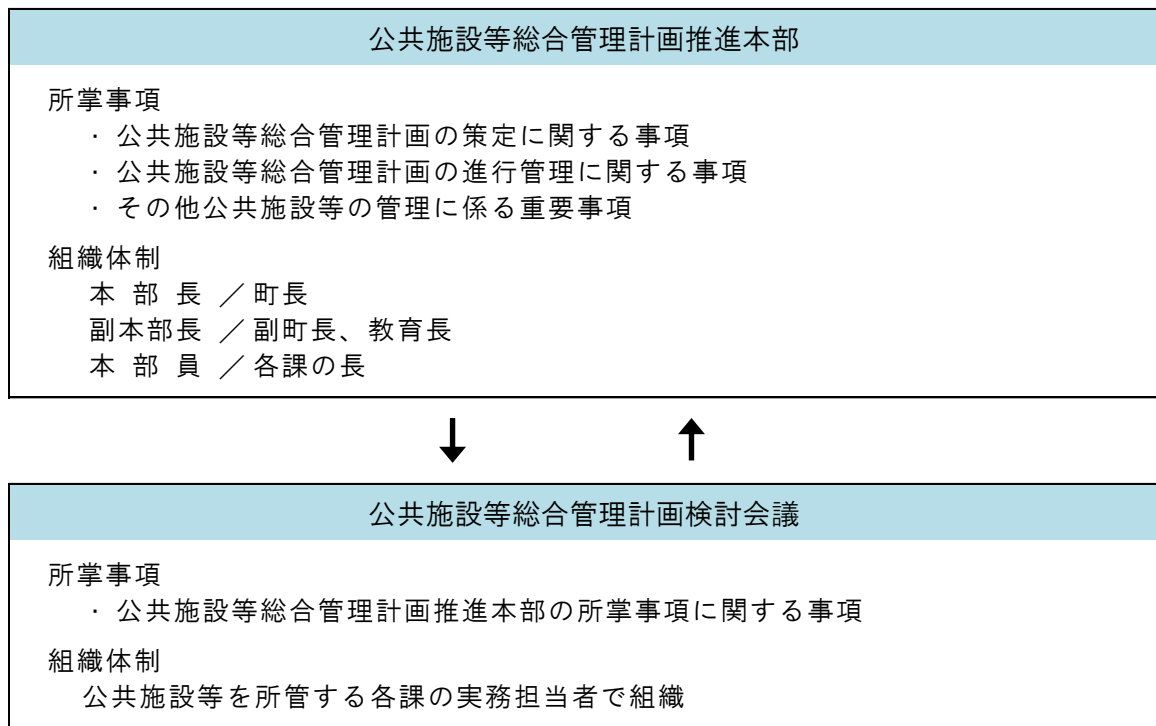 公共施設等総合管理計画推進本部
所掌事項
・公共施設等総合管理計画の策定に関する事項
・公共施設等総合管理計画の進行管理に関する事項
・その他公共施設等の管理に係る重要事項
組織体制
本 部 長 ／町長
副本部長 ／副町長、教育長
本 部 員 ／各課の長
公共施設等総合管理計画検討会議
所掌事項
・公共施設等総合管理計画推進本部の所掌事項に関する事項
組織体制
公共施設等を所管する各課の実務担当者で組織